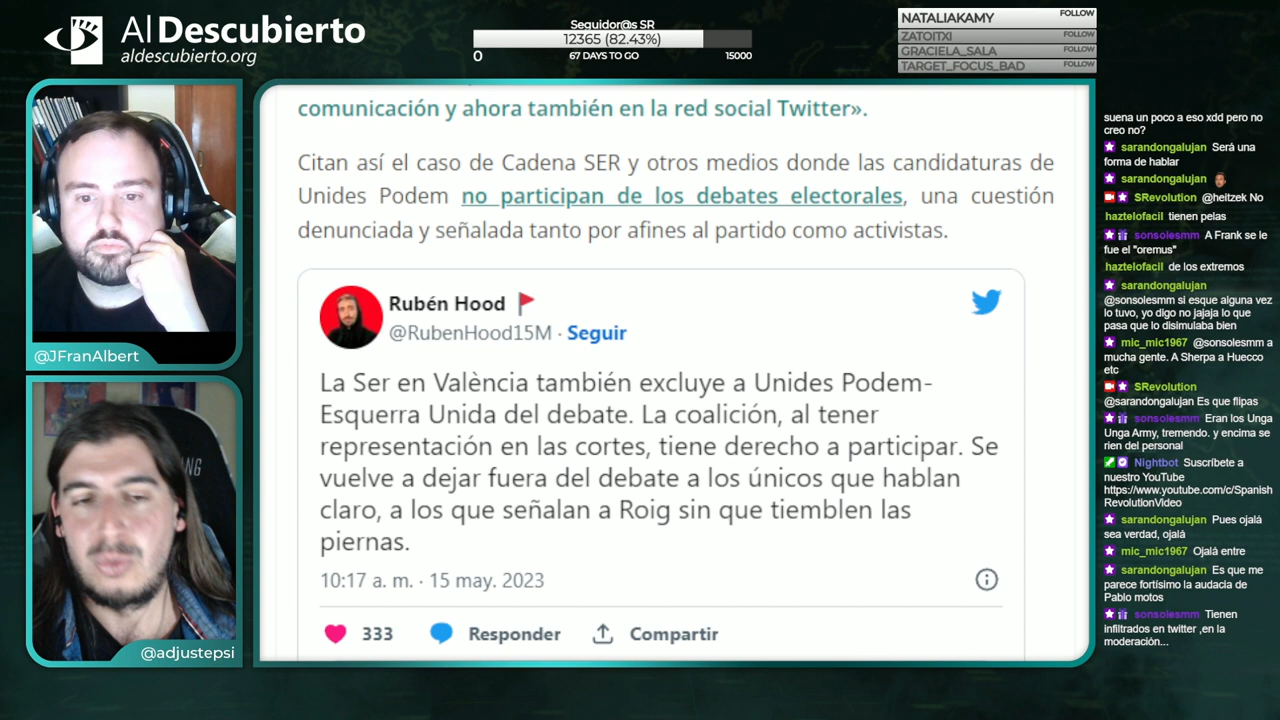 Al Descubierto
aldescubierto.org
Seguidor@s SR
12365 (82.43%)
0
67 DAYS TO GO
15000
NATALIAKAMY
FOLLOW
ZATOITXI
FOLLOW
GRACIELA_SALA
FOLLOW
TARGET_FOCUS_BAD
FOLLOW
@JFranAlbert
@adjustepsi
comunicación y ahora también en la red social Twitter».
Citan así el caso de Cadena SER y otros medios donde las candidaturas de
Unides Podem no participan de los debates electorales, una cuestión
denunciada y señalada tanto por afines al partido como activistas.
Rubén Hood
@RubenHood15M · Seguir
La Ser en València también excluye a Unides Podem-
Esquerra Unida del debate. La coalición, al tener
representación en las cortes, tiene derecho a participar. Se
vuelve a dejar fuera del debate a los únicos que hablan
claro, a los que señalan a Roig sin que tiemblen las
piernas.
10:17 a. m. · 15 may. 2023
333
Responder
Compartir
suena un poco a eso xdd pero no
creo no?
sarandongalujan Será una
forma de hablar
sarandongalujan
SRevolution @heitzek No
haztelofacil tienen pelas
sonsolesmm A Frank se le
fue el "oremus"
haztelofacil de los extremos
sarandongalujan
@sonsolesmm si esque alguna vez
lo tuvo, yo digo no jajaja lo que
pasa que lo disimulaba bien
mic_mic1967 @sonsolesmm a
mucha gente. A Sherpa a Huecco
etc
SRevolution
@sarandongalujan Es que flipas
sonsolesmm Eran los Unga
Unga Army, tremendo. y encima se
rien del personal
Nightbot Suscríbete a
nuestro YouTube
https://www.youtube.com/c/Spanish
RevolutionVideo
sarandongalujan Pues ojalá
sea verdad, ojalá
mic_mic1967 Ojalá entre
sarandongalujan Es que me
parece fortísimo la audacia de
Pablo motos
sonsolesmm Tienen
infiltrados en twitter ,en la
moderación...